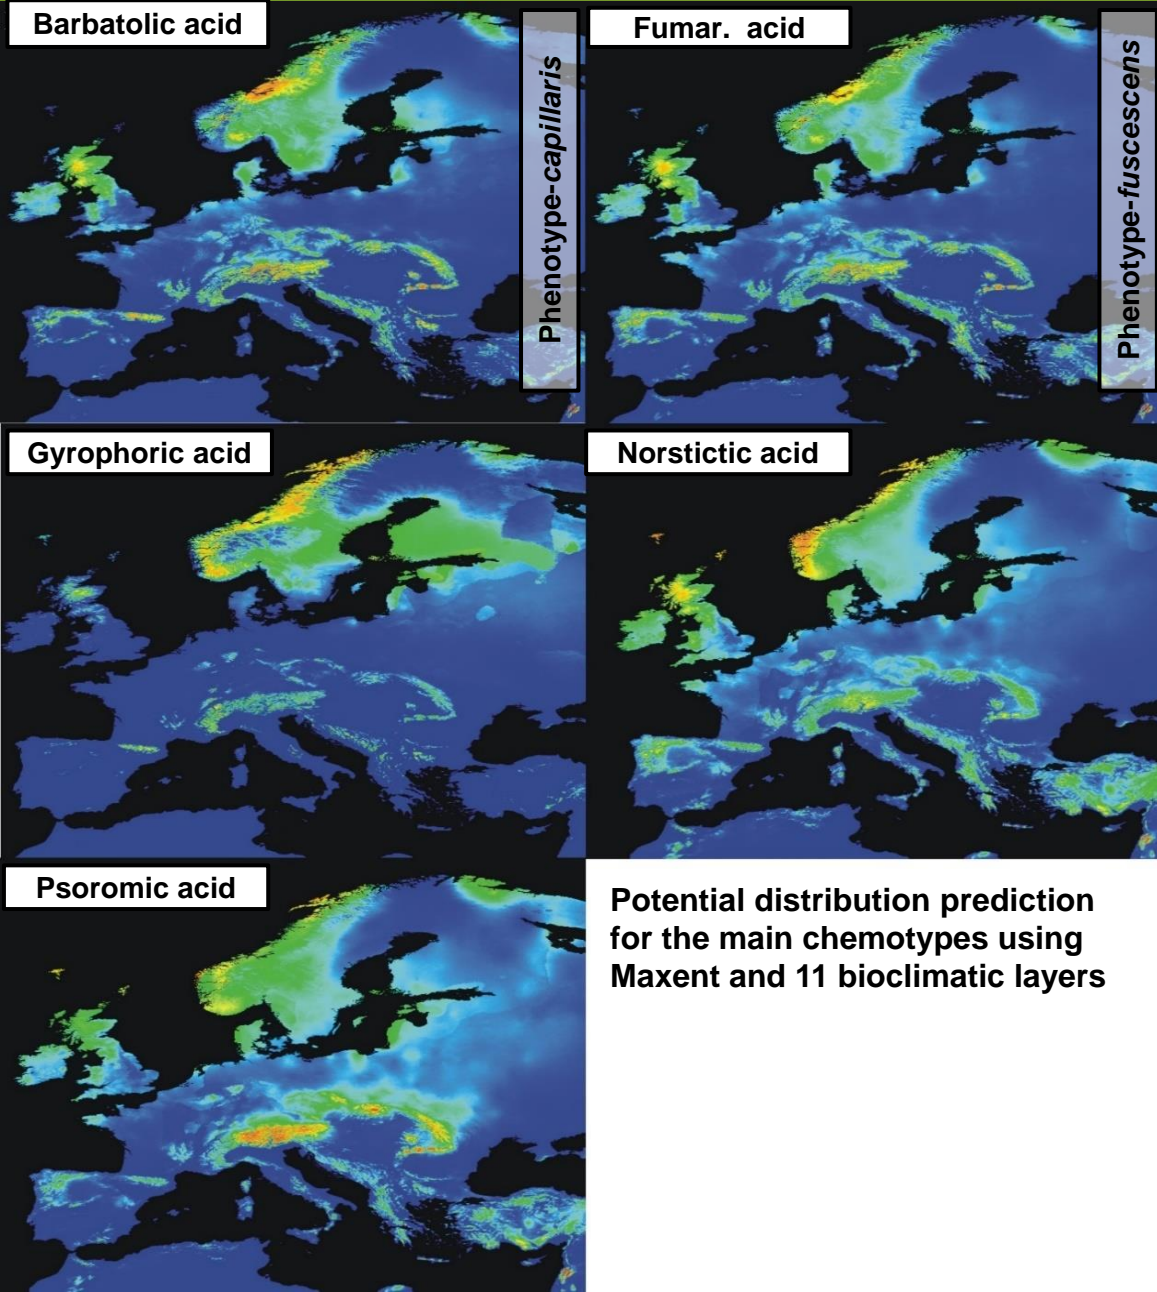 Barbatolic acid
Phenotype-capillaris
Fumar. acid
Phenotype-fuscescens
Gyrophoric acid
Norstictic acid
Psoromic acid
Potential distribution prediction
for the main chemotypes using
Maxent and 11 bioclimatic layers